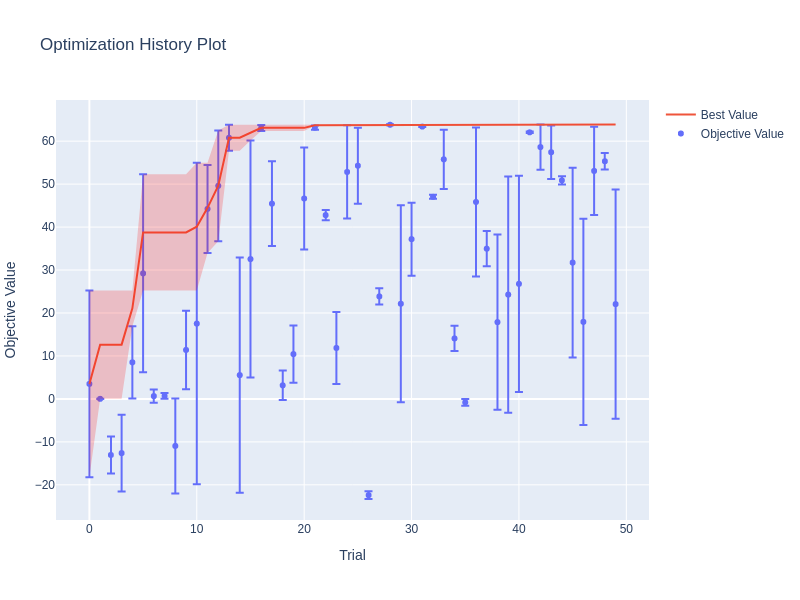 Optimization History Plot
Best Value
Objective Value
60
50
40
30
20
10
0
−10
−20
Objective Value
0 10 20 30 40 50
Trial